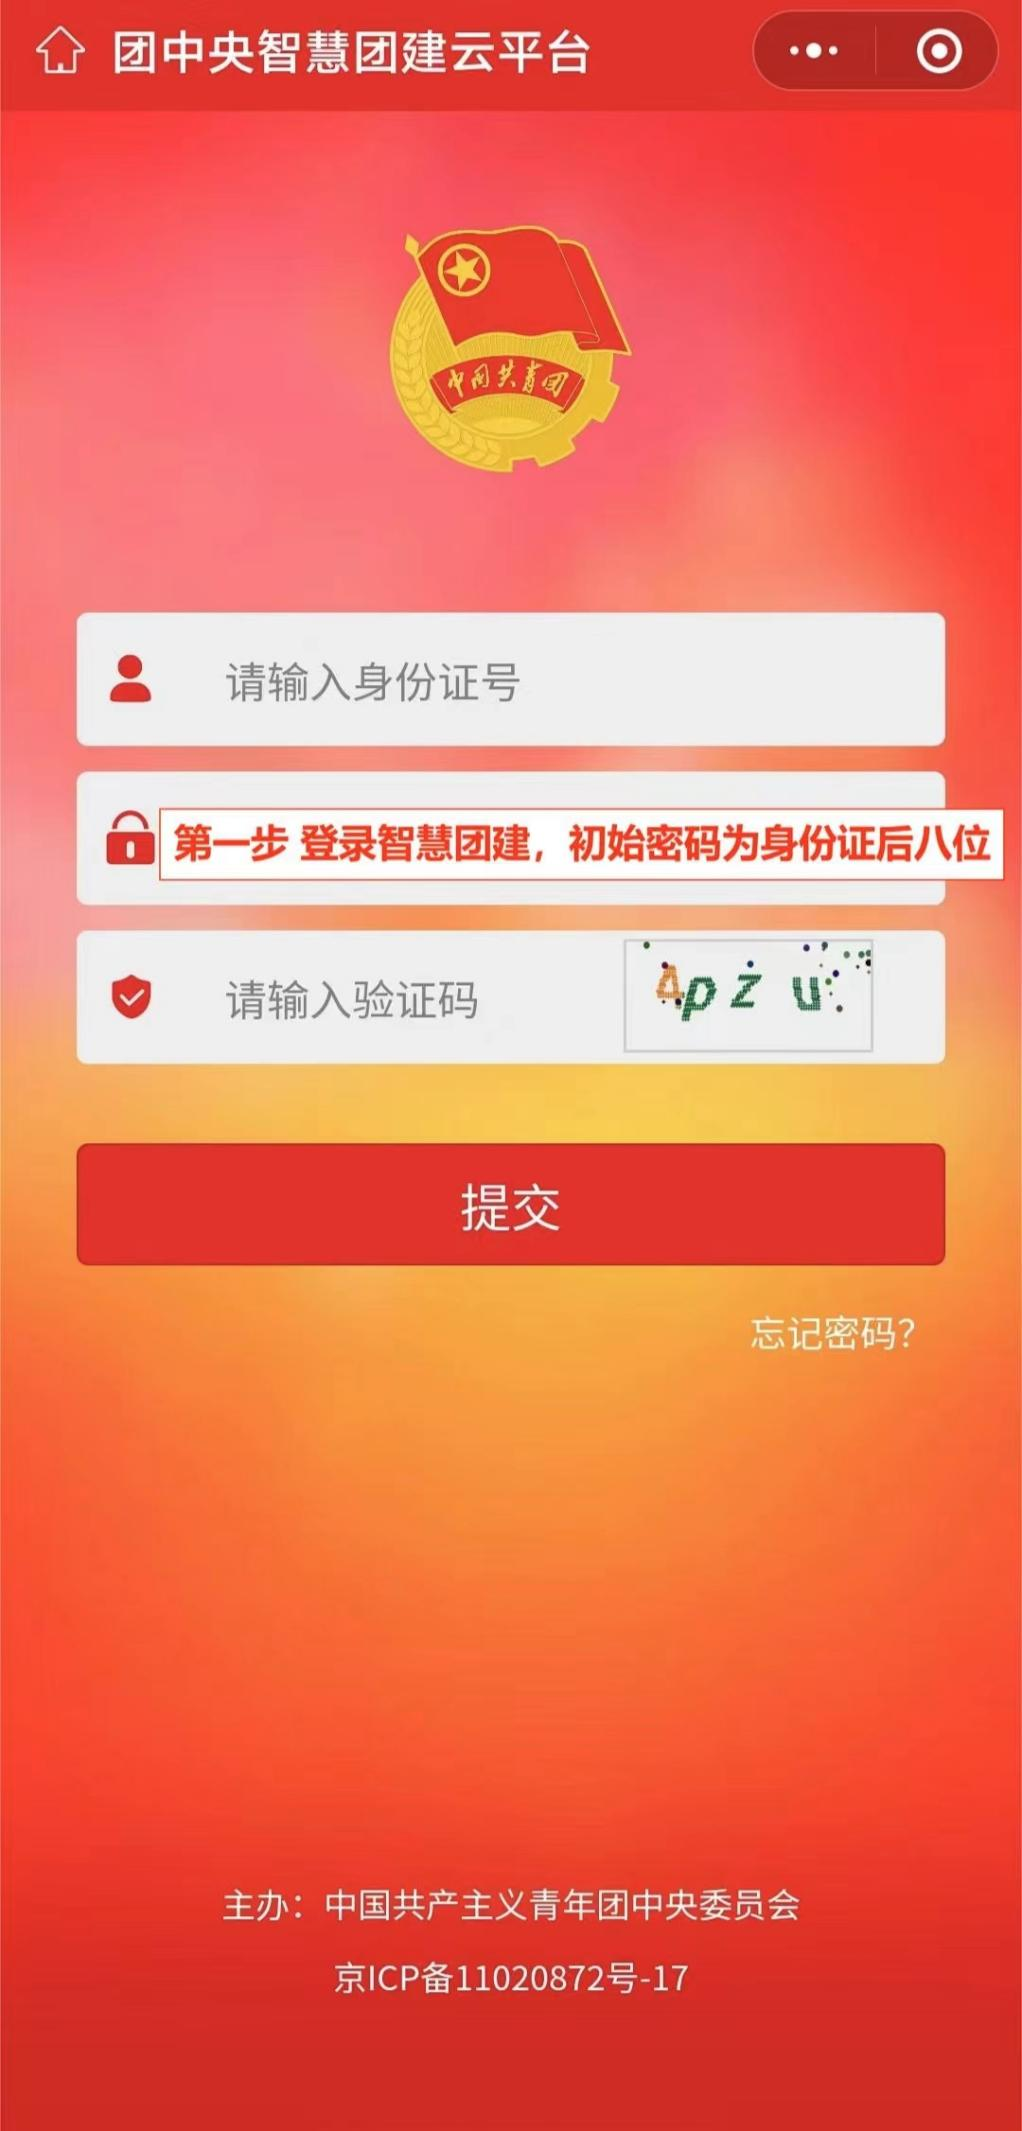 团中央智慧团建云平台
中国共青团
请输入身份证号
第一步 登录智慧团建，初始密码为身份证后八位
请输入验证码
4pzu
提交
忘记密码？
主办：中国共产主义青年团中央委员会
京ICP备11020872号-17